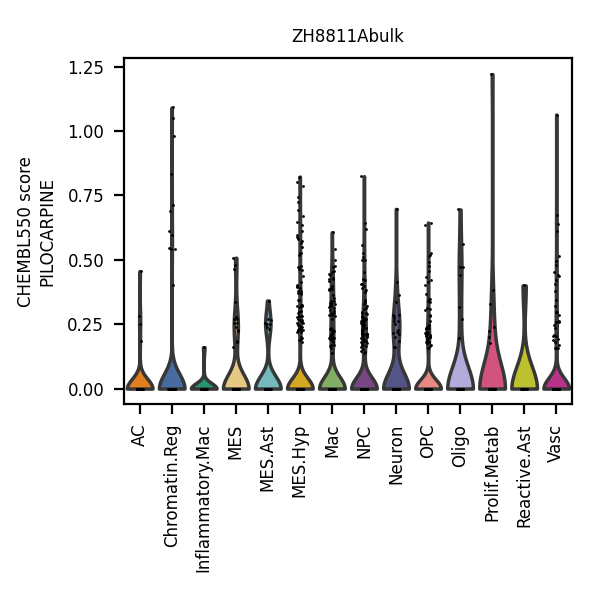 ZH8811Abulk
CHEMBL550 score
PILOCARPINE
1.25
1.00
0.75
0.50
0.25
0.00
AC
Chromatin.Reg
Inflammatory.Mac
MES
MES.Ast
MES.Hyp
Mac
NPC
Neuron
OPC
Oligo
Prolif.Metab
Reactive.Ast
Vasc